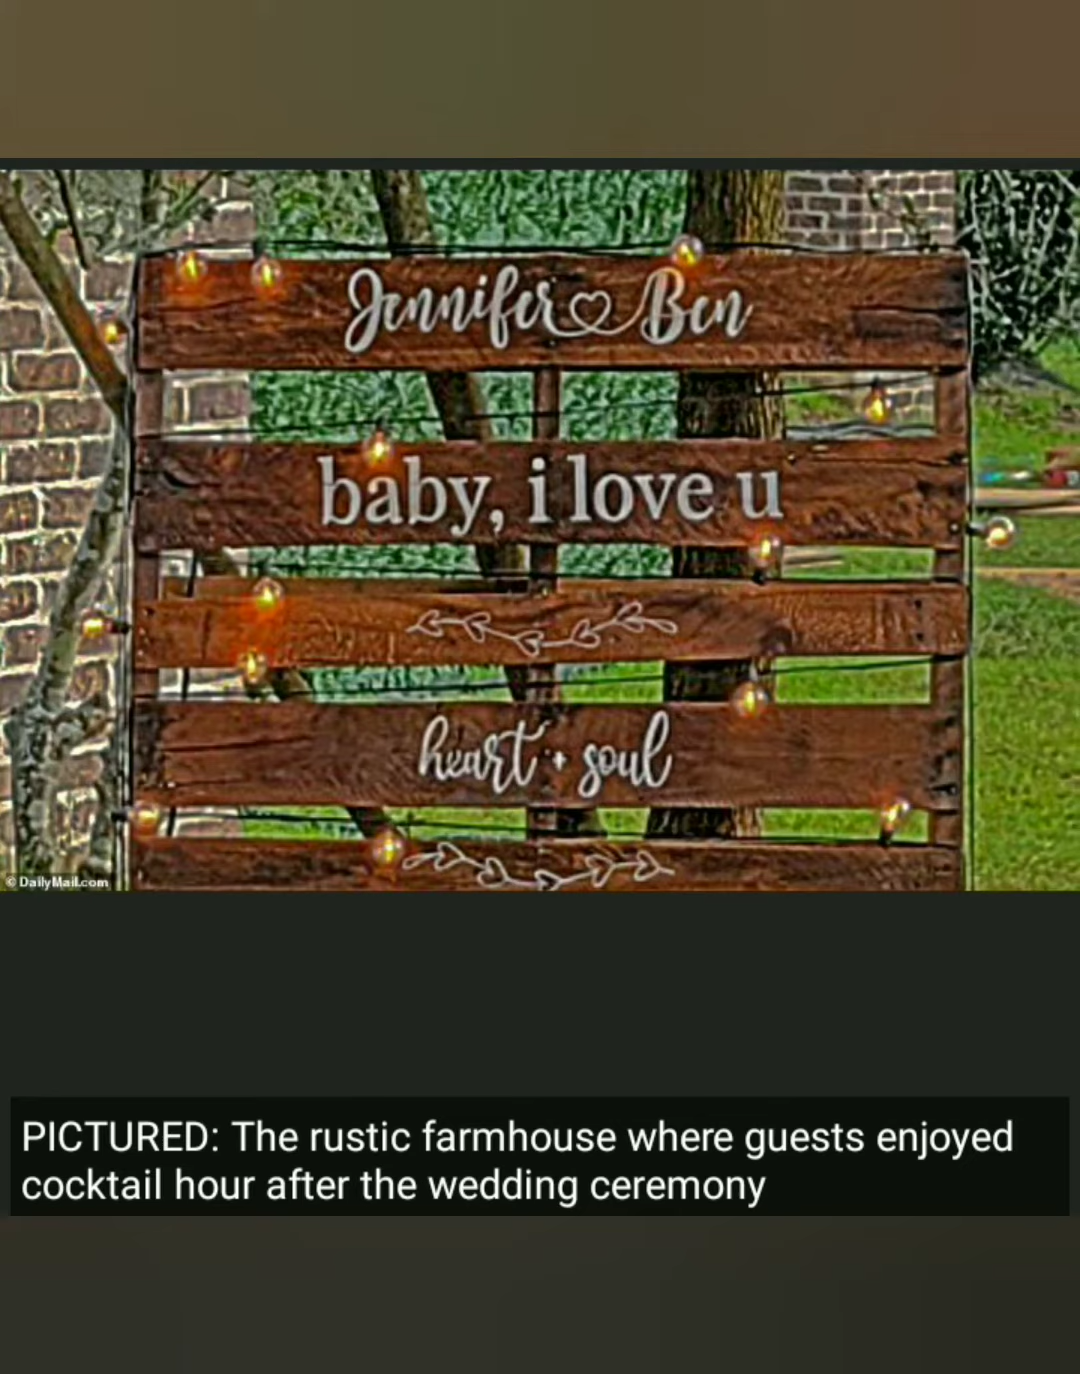 Jennifer Ben
baby, i love u
heart + soul
© DailyMail.com
PICTURED: The rustic farmhouse where guests enjoyed
cocktail hour after the wedding ceremony